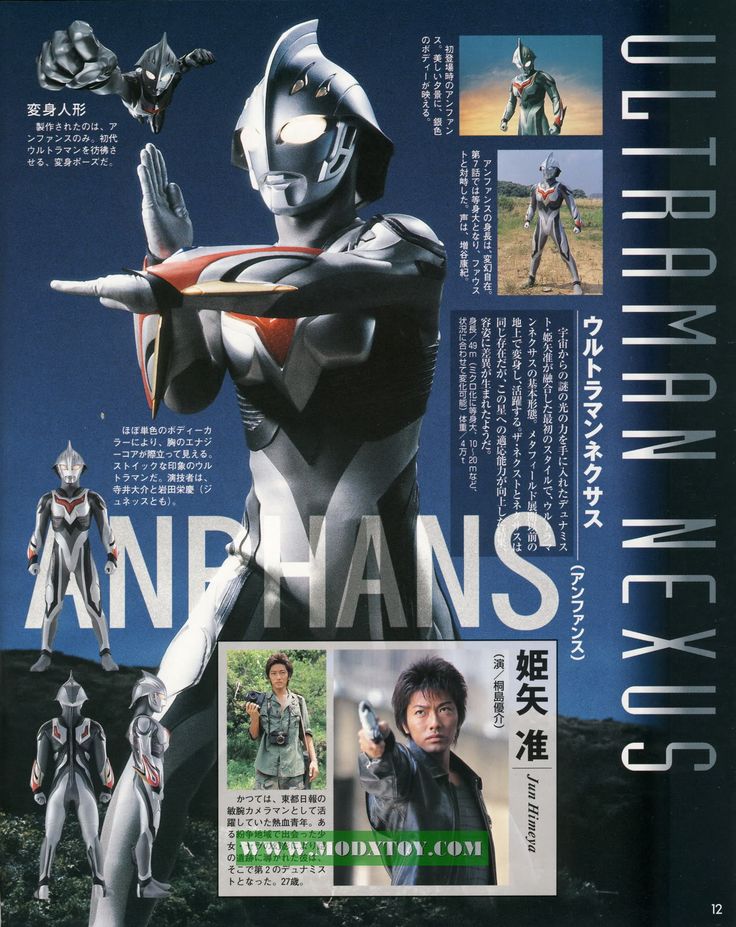 12
ULTRAMAN NEXUS
変身人形
製作されたのは、ア
ンファンスのみ。初代
ウルトラマンを彷彿さ
せる、変身ポーズだ。
初登場時のアンファン
ス。美しい夕景に、銀色
のボディーが映える。
アンファンスの身長は、変幻自在。
第7話では等身大となり、ファウス
トと対峙した。声は、増谷康紀。
ウルトラマンネクサス
(アンファンス)
宇宙からの謎の光の力を手に入れたデュナミス
ト・姫矢准が融合した最初のスタイルで、ウルトラマ
ンネクサスの基本形態。メタフィールド展開前の
地上で変身し、活躍する。ザ・ネクストとネクサスは
同じ存在だが、この星への適応能力が向上した
容姿に差異が生まれたようだ。
身長/49m(ミクロ化に等身大、10~20mなど、
状況に合わせて変化可能)体重/4万t
ほぼ単色のボディーカ
ラーにより、胸のエナジ
ーコアが際立って見える。
ストイックな印象のウル
トラマンだ。演技者は、
寺井大介と岩田栄慶(ジ
ュネッスとも)。
ANPHANS
姫矢 准
(演/桐島優介)
Jun Himeya
かつては、東都日報の
敏腕カメラマンとして活
躍していた熱血青年。あ
る紛争地域で出会った少
女・
の遺跡に導かれた彼は、
そこで第2のデュナミス
トとなった。27歳。
WWW.MODXTOY.COM